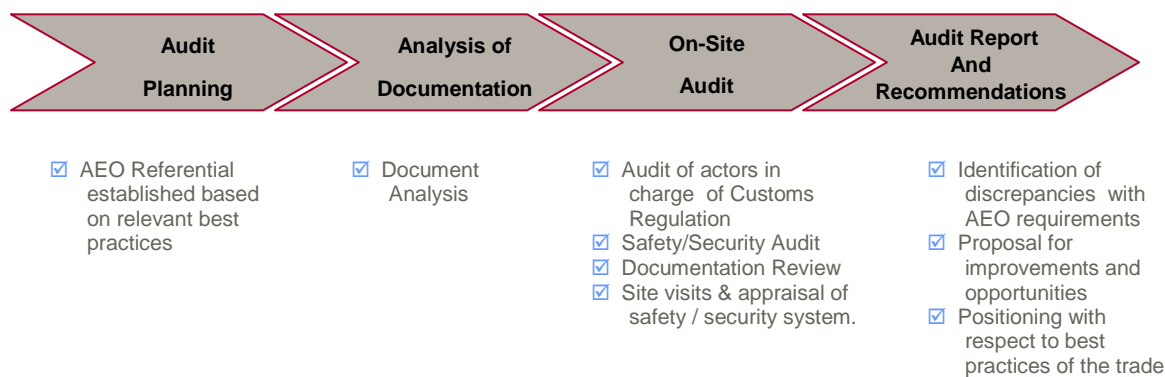 Audit
Planning
Analysis of
Documentation
On-Site
Audit
Audit Report
And
Recommendations
AEO Referential
established based
on relevant best
practices
Document
Analysis
Audit of actors in
charge of Customs
Regulation
Safety/Security Audit
Documentation Review
Site visits & appraisal of
safety / security system.
Identification of
discrepancies with
AEO requirements
Proposal for
improvements and
opportunities
Positioning with
respect to best
practices of the trade